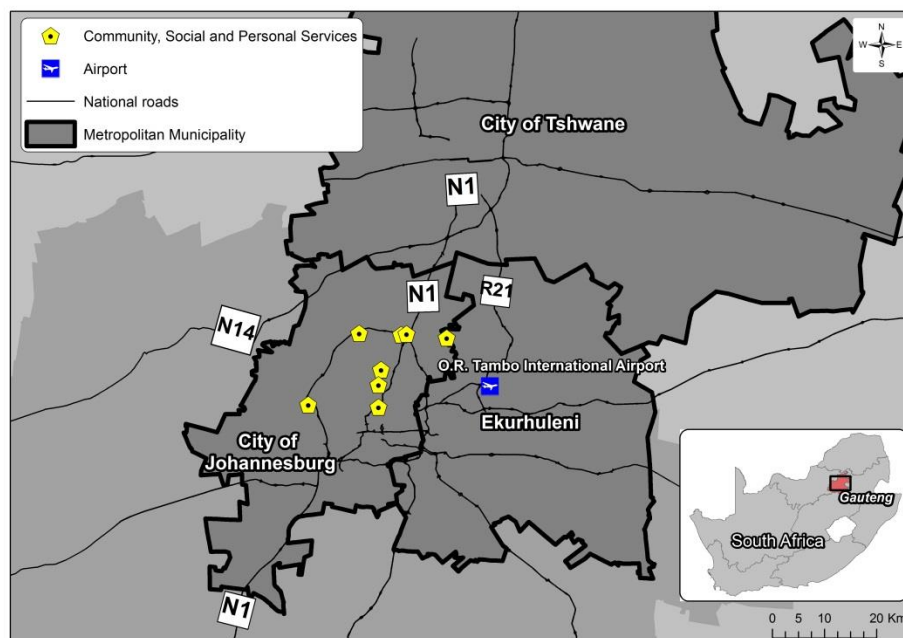 Community, Social and Personal Services
Airport
National roads
Metropolitan Municipality
N
W E
S
City of Tshwane
N1
N1
R21
N14
O.R. Tambo International Airport
Ekurhuleni
City of
Johannesburg
Gauteng
South Africa
N1
0 5 10 20 Km